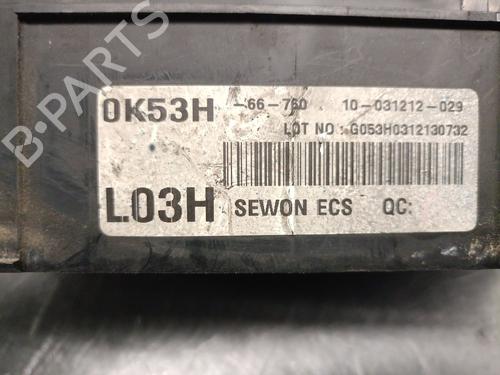 0K53H -66-760 10-031212-029
LOT NO : G053H0312130732
L03H SEWON ECS QC:
B-PARTS